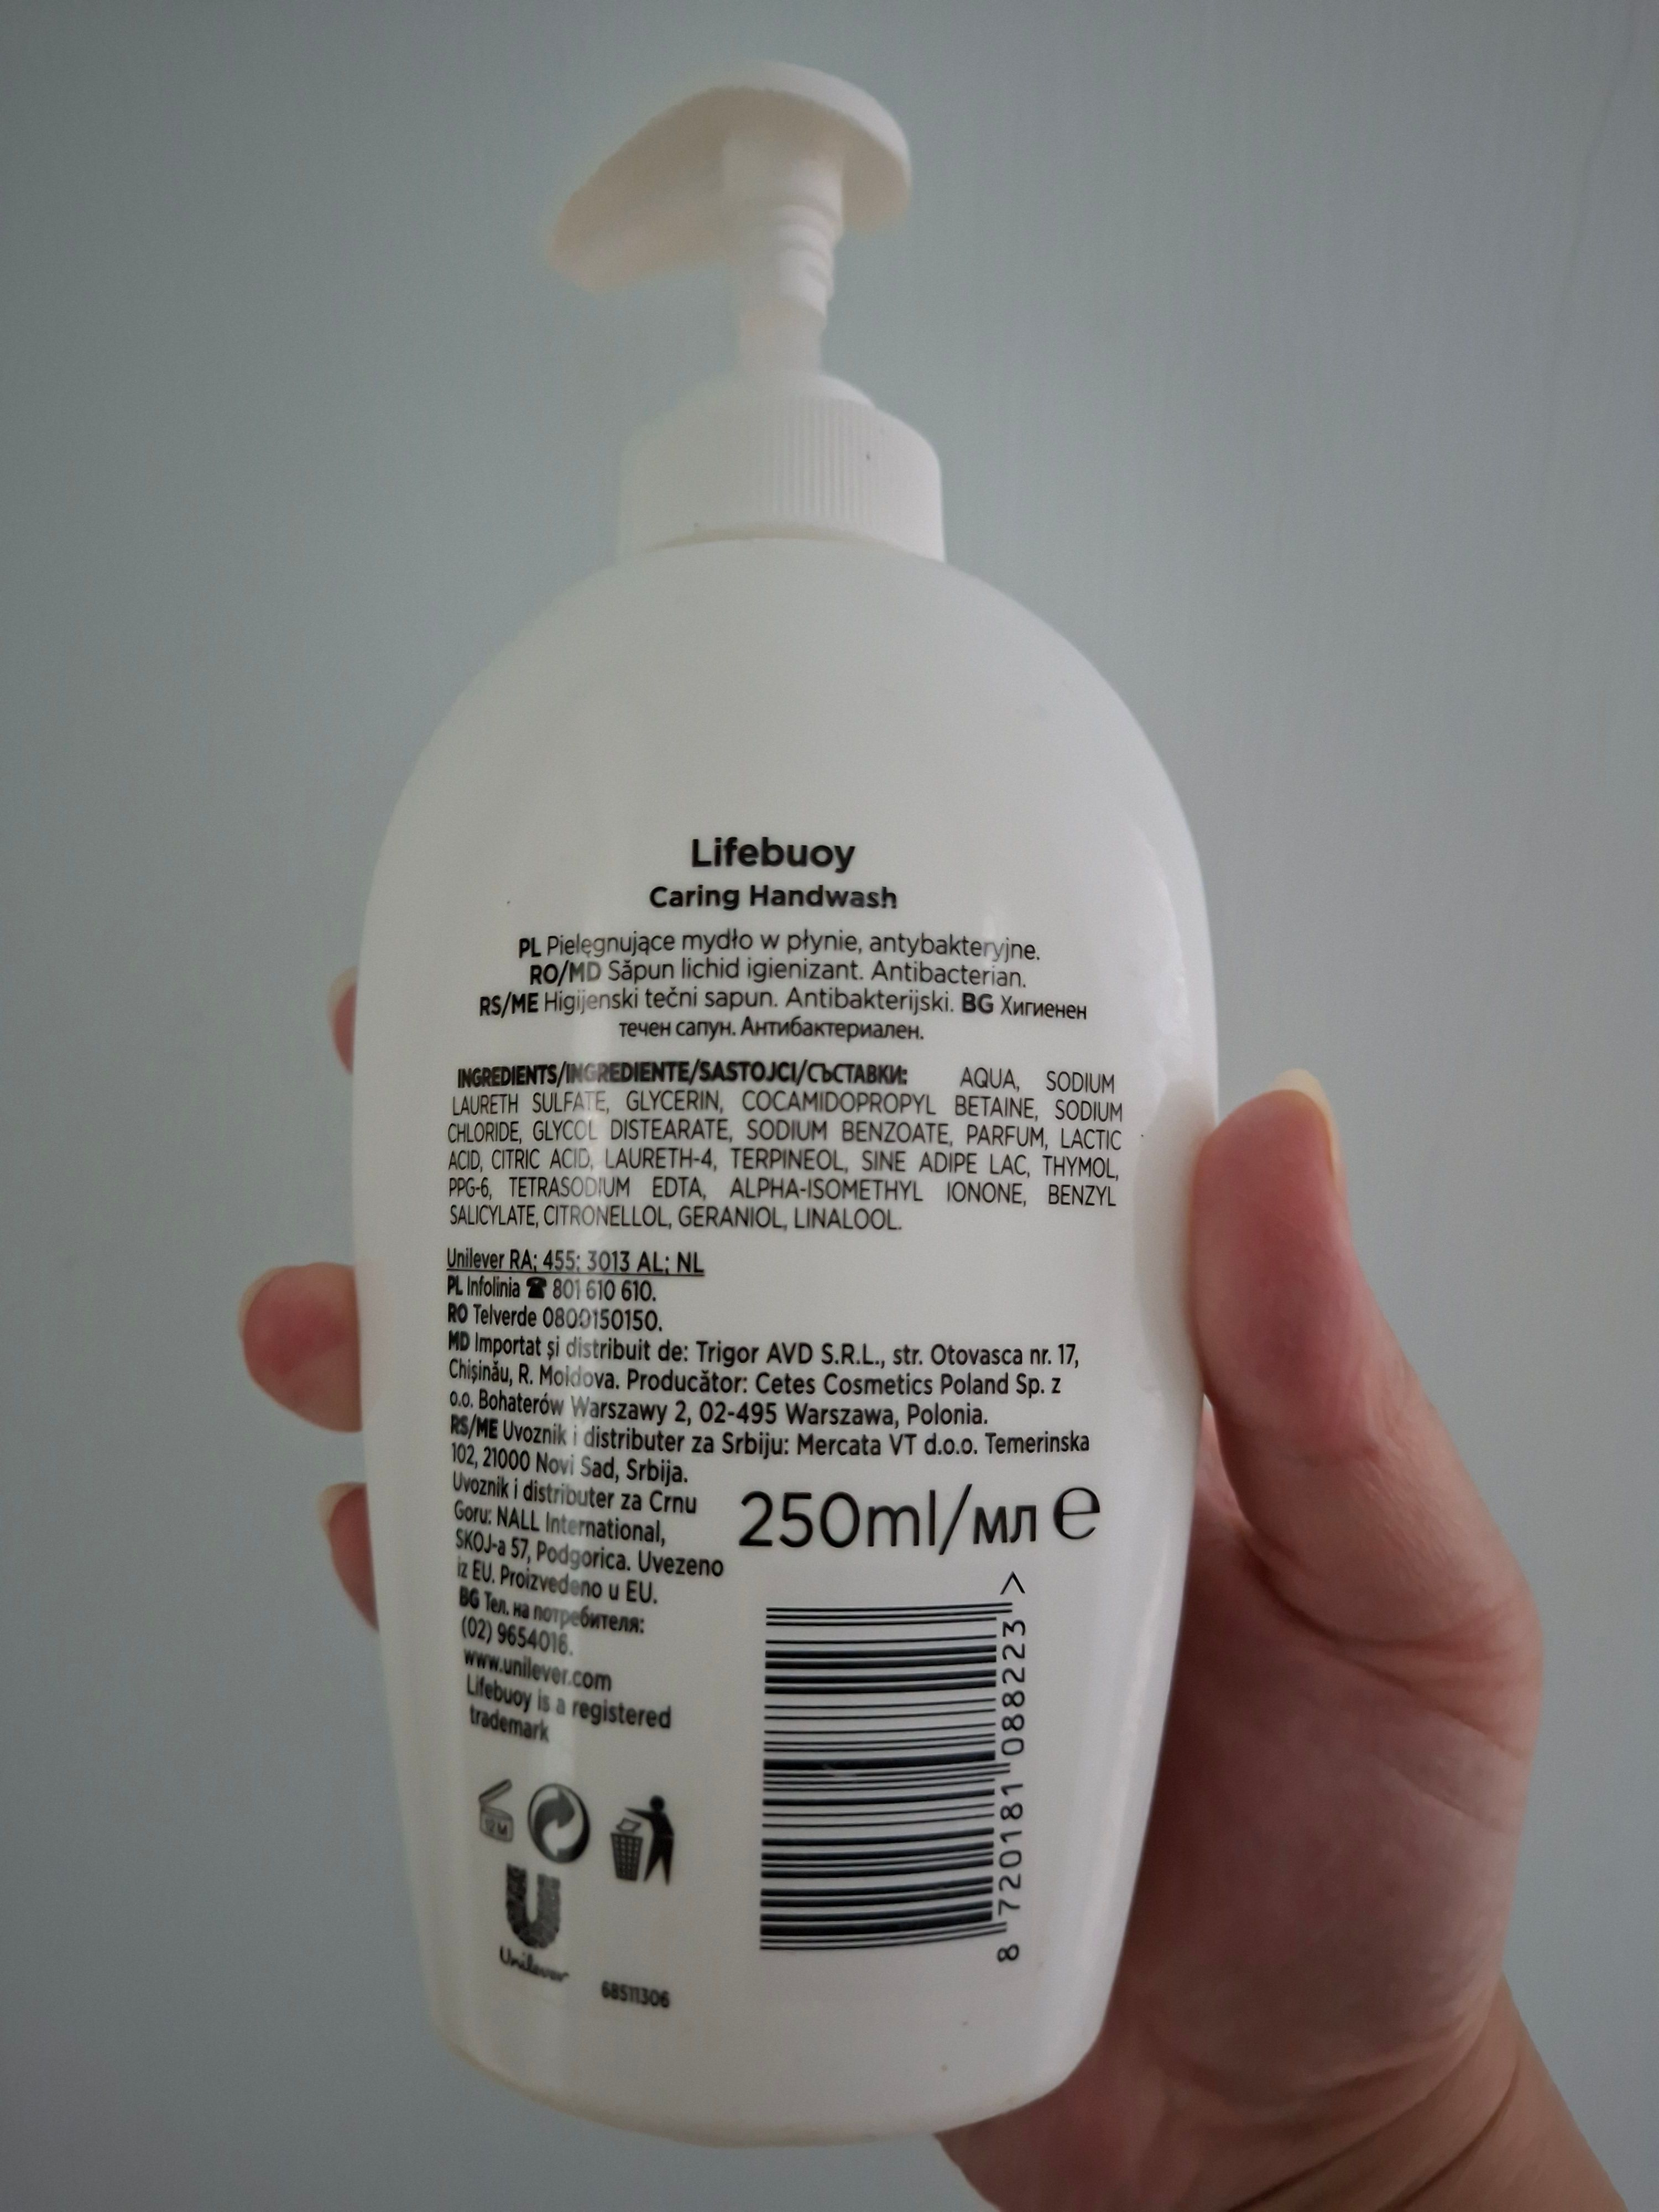 Lifebuoy
Caring Handwash
PL Pielęgnujące mydło w płynie, antybakteryjne.
RO/MD Săpun lichid igienizant. Antibacterian.
RS/ME Higijenski tečni sapun. Antibakterijski. BG Хигиенен
течен сапун. Антибактериален.
INGREDIENTS/INGREDIENTE/SASTOJCI/СЪСТАВКИ: AQUA, SODIUM
LAURETH SULFATE, GLYCERIN, COCAMIDOPROPYL BETAINE, SODIUM
CHLORIDE, GLYCOL DISTEARATE, SODIUM BENZOATE, PARFUM, LACTIC
ACID, CITRIC ACID, LAURETH-4, TERPINEOL, SINE ADIPE LAC, THYMOL,
PPG-6, TETRASODIUM EDTA, ALPHA-ISOMETHYL IONONE, BENZYL
SALICYLATE, CITRONELLOL, GERANIOL, LINALOOL.
Unilever RA; 455; 3013 AL; NL
PL Infolinia ☎ 801 610 610.
RO Telverde 0800150150.
MD Importat și distribuit de: Trigor AVD S.R.L., str. Otovasca nr. 17,
Chișinău, R. Moldova. Producător: Cetes Cosmetics Poland Sp. z
o.o. Bohaterów Warszawy 2, 02-495 Warszawa, Polonia.
RS/ME Uvoznik i distributer za Srbiju: Mercata VT d.o.o. Temerinska
102, 21000 Novi Sad, Srbija.
Uvoznik i distributer za Crnu
Goru: NALL International,
SKOJ-a 57, Podgorica. Uvezeno
iz EU. Proizvedeno u EU.
BG Тел. на потребителя:
(02) 9654016.
www.unilever.com
Lifebuoy is a registered
trademark
250ml/мл e
8 720181 088223 >
12M
Unilever
68511306